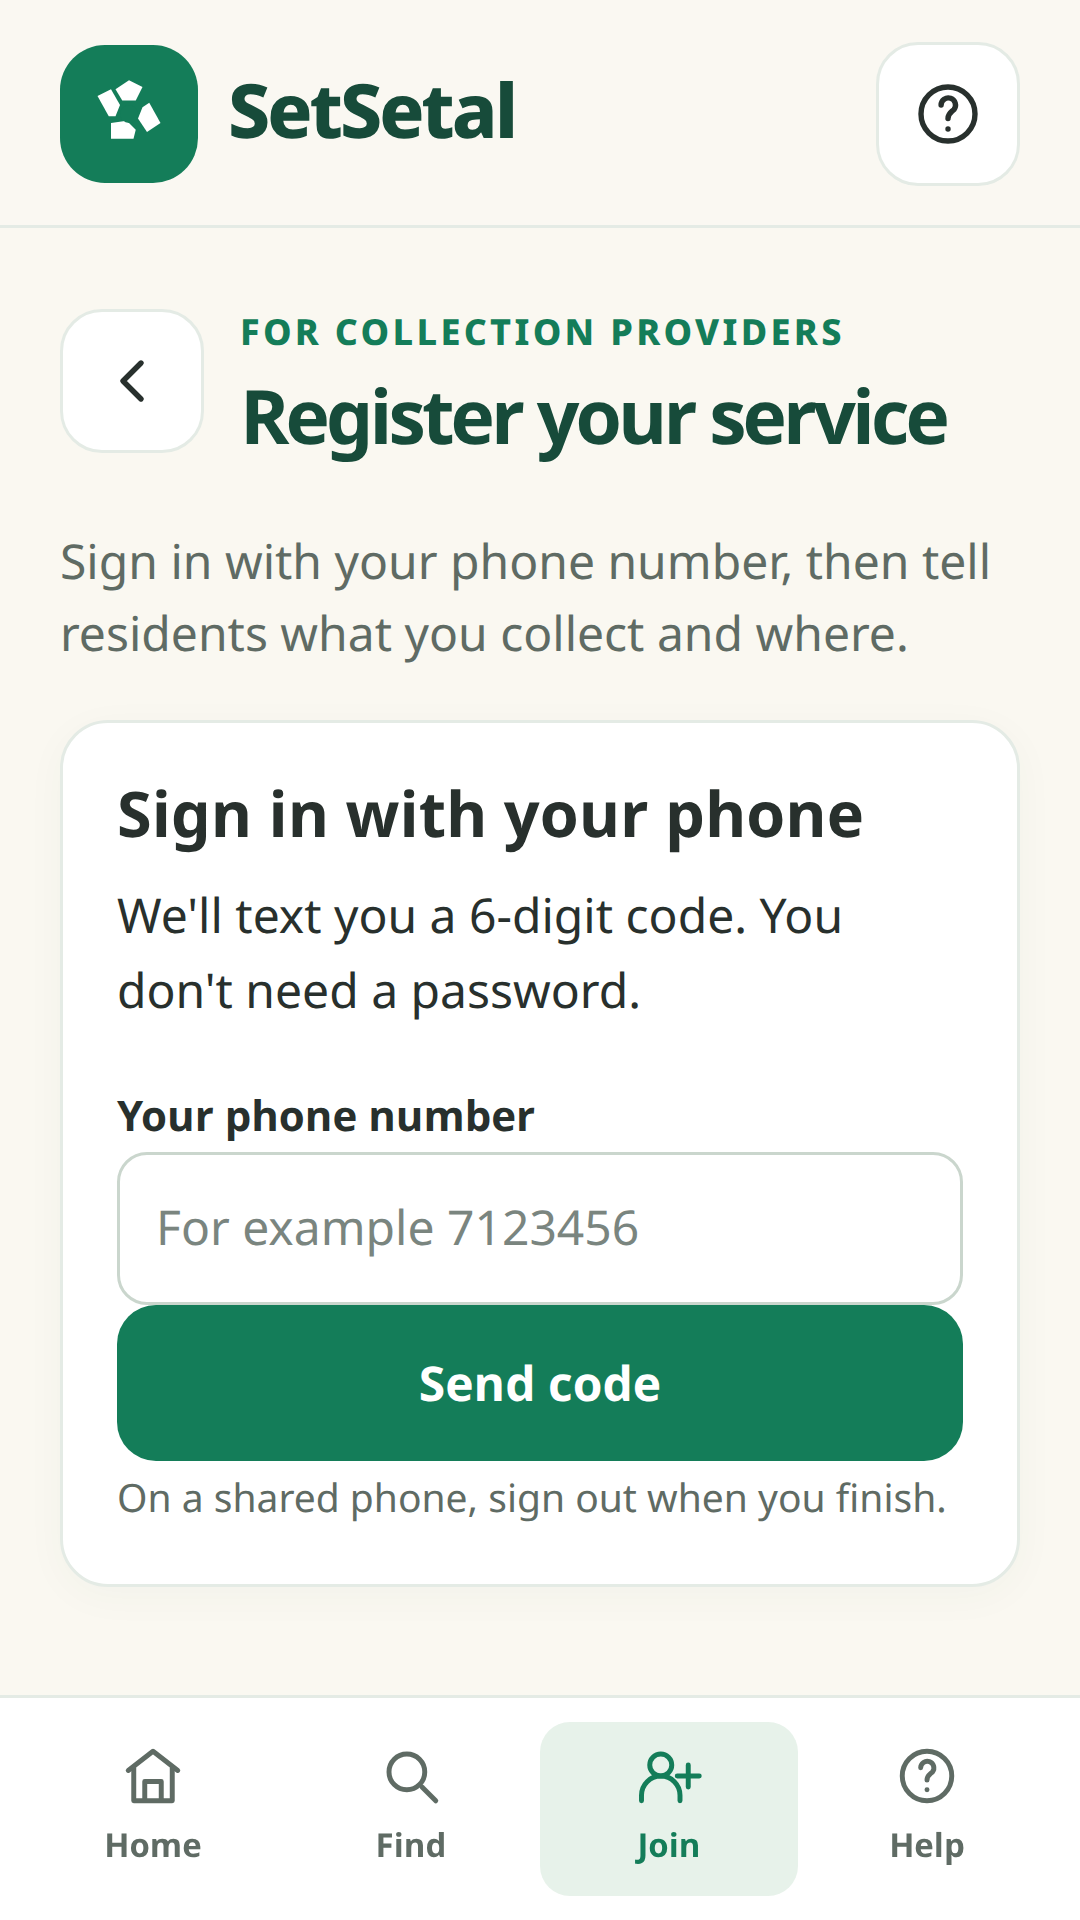 SetSetal
FOR COLLECTION PROVIDERS
Register your service
Sign in with your phone number, then tell
residents what you collect and where.
Sign in with your phone
We'll text you a 6-digit code. You
don't need a password.
Your phone number
For example 7123456
Send code
On a shared phone, sign out when you finish.
Home
Find
Join
Help